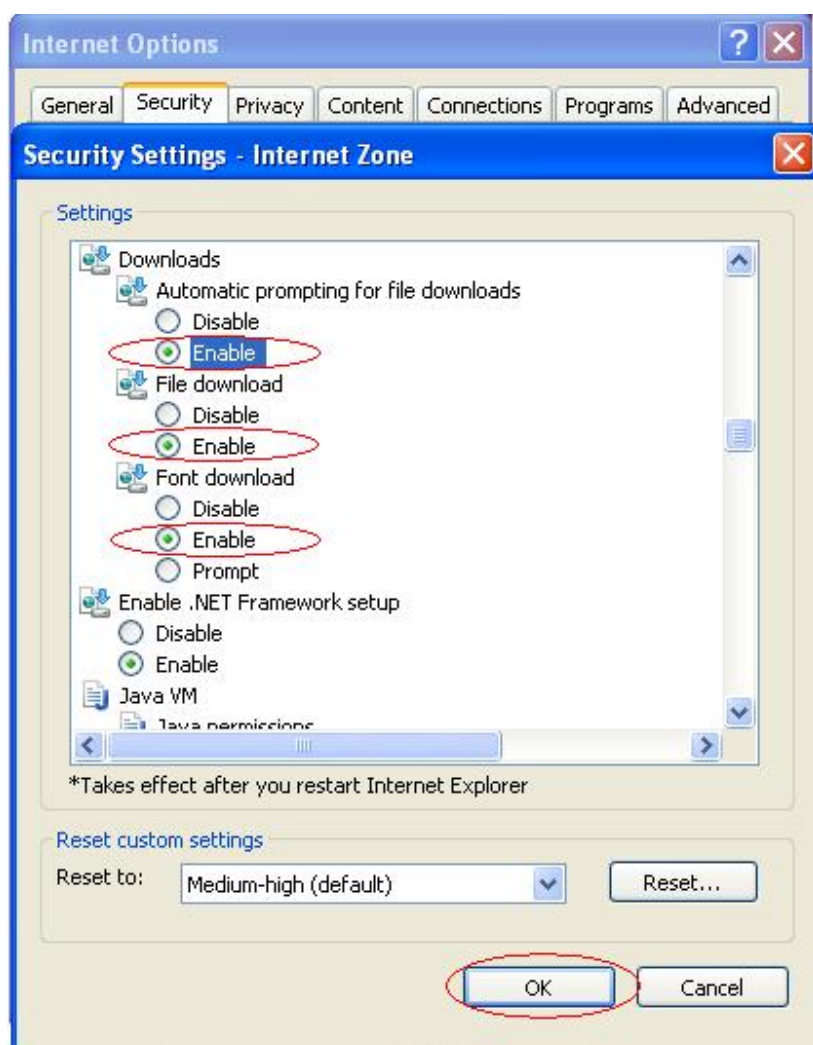 Internet Options
General Security Privacy Content Connections Programs Advanced
Security Settings - Internet Zone
Settings
Downloads
Automatic prompting for file downloads
Disable
Enable
File download
Disable
Enable
Font download
Disable
Enable
Prompt
Enable .NET Framework setup
Disable
Enable
Java VM
Java permissions
*Takes effect after you restart Internet Explorer
Reset custom settings
Reset to: Medium-high (default) Reset...
OK Cancel